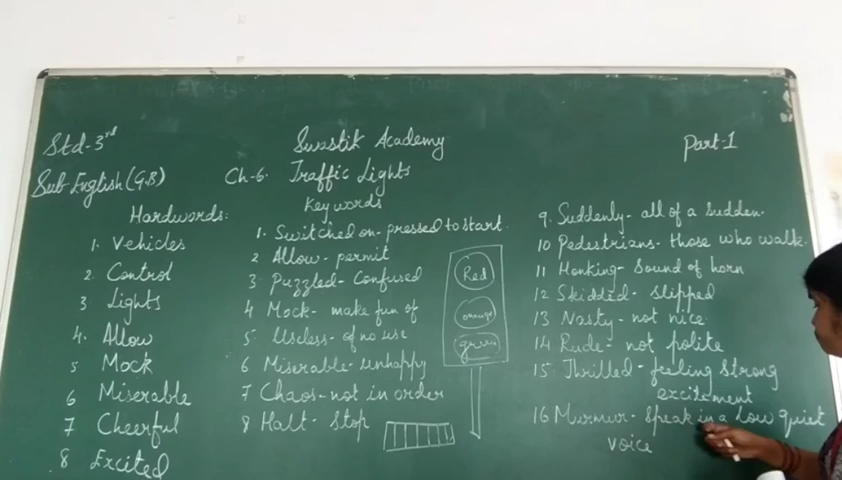 Std-3rd
Swastik Academy
Part-1
Sub English (G.B)
Ch-6. Traffic Lights
Hardwords:
1. Vehicles
2. Control
3 Lights
4. Allow
5 Mock
6 Miserable
7 Cheerful
8 Excited
Key words
1. Switched on - pressed to start.
2 Allow - permit
3 Puzzled - Confused
4 Mock - make fun of
5 Useless - of no use
6 Miserable - unhappy
7 Chaos - not in order
8 Halt - Stop
Red
orange
green
9. Suddenly - all of a sudden.
10 Pedestrians - those who walk.
11 Honking - Sound of horn
12 Skidded - slipped
13 Nasty - not nice.
14 Rude - not polite
15 Thrilled - feeling strong
excitement
16 Murmur - Speak in a low quiet
voice